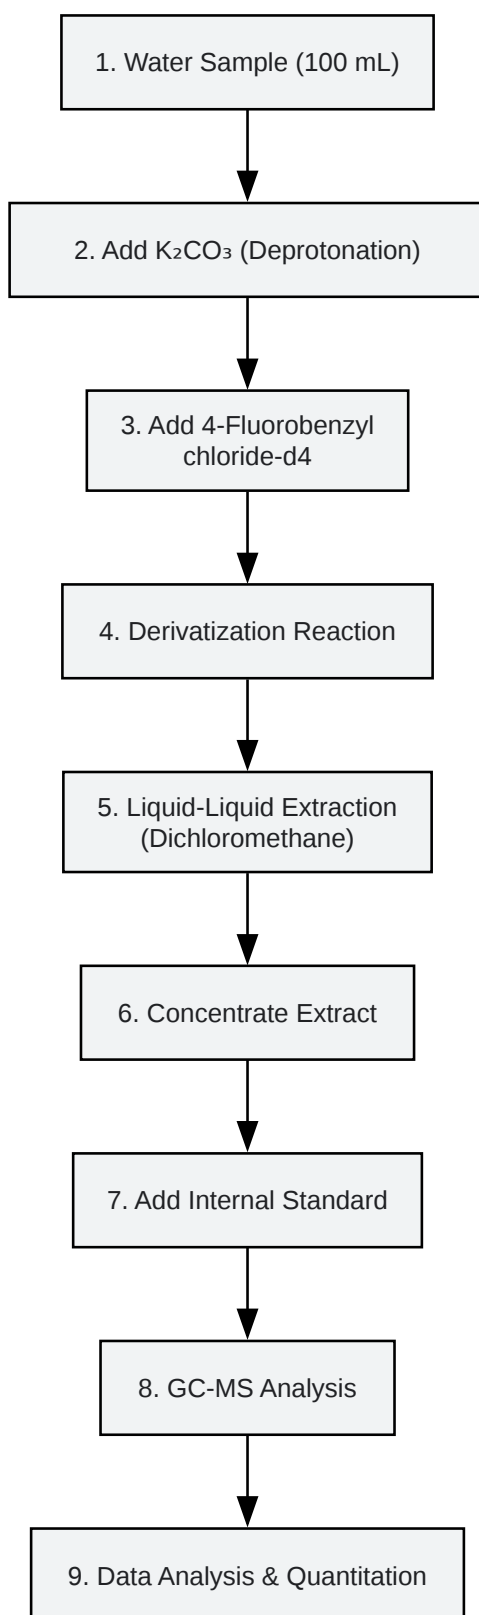 1. Water Sample (100 mL)
2. Add K₂CO₃ (Deprotonation)
3. Add 4-Fluorobenzyl
chloride-d4
4. Derivatization Reaction
5. Liquid-Liquid Extraction
(Dichloromethane)
6. Concentrate Extract
7. Add Internal Standard
8. GC-MS Analysis
9. Data Analysis & Quantitation